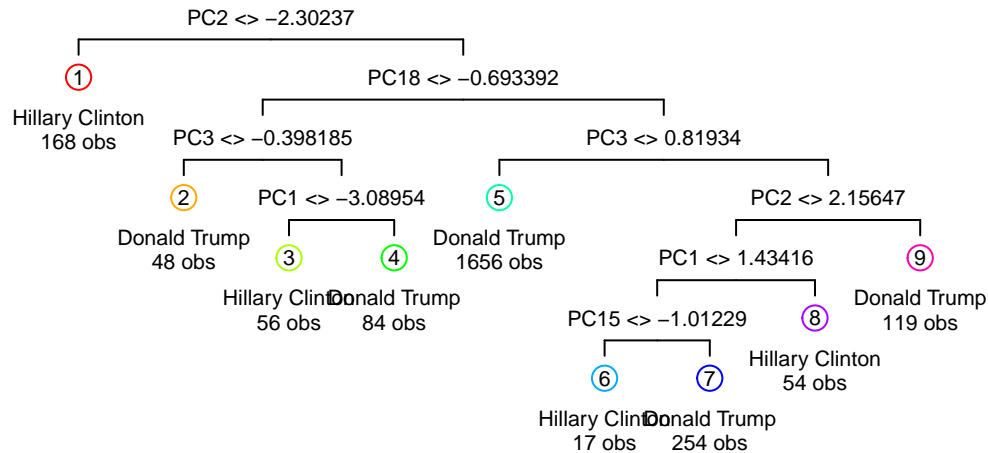 PC2 <> −2.30237
1
Hillary Clinton
168 obs
PC18 <> −0.693392
PC3 <> −0.398185
2
Donald Trump
48 obs
PC1 <> −3.08954
3
Hillary Clinton
56 obs
4
Donald Trump
84 obs
PC3 <> 0.81934
5
Donald Trump
1656 obs
PC2 <> 2.15647
PC1 <> 1.43416
PC15 <> −1.01229
6
Hillary Clinton
17 obs
7
Donald Trump
254 obs
8
Hillary Clinton
54 obs
9
Donald Trump
119 obs